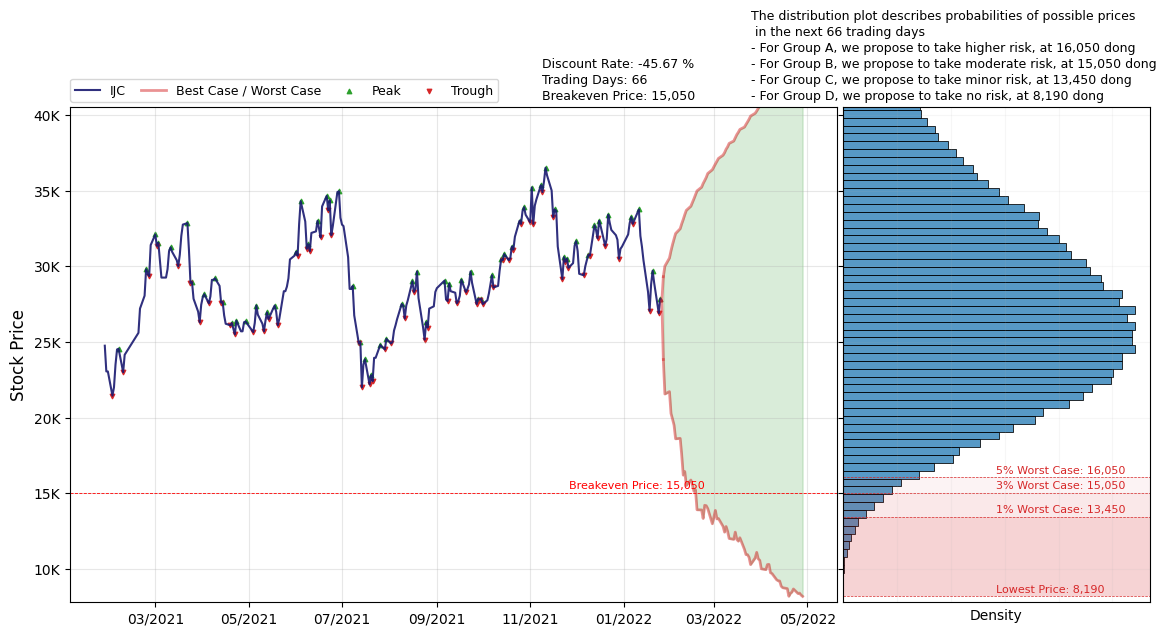 The distribution plot describes probabilities of possible prices
in the next 66 trading days
- For Group A, we propose to take higher risk, at 16,050 dong
- For Group B, we propose to take moderate risk, at 15,050 dong
- For Group C, we propose to take minor risk, at 13,450 dong
- For Group D, we propose to take no risk, at 8,190 dong
Discount Rate: -45.67 %
Trading Days: 66
Breakeven Price: 15,050
IJC
Best Case / Worst Case
Peak
Trough
Stock Price
40K
35K
30K
25K
20K
15K
10K
Breakeven Price: 15,050
03/2021
05/2021
07/2021
09/2021
11/2021
01/2022
03/2022
05/2022
5% Worst Case: 16,050
3% Worst Case: 15,050
1% Worst Case: 13,450
Lowest Price: 8,190
Density